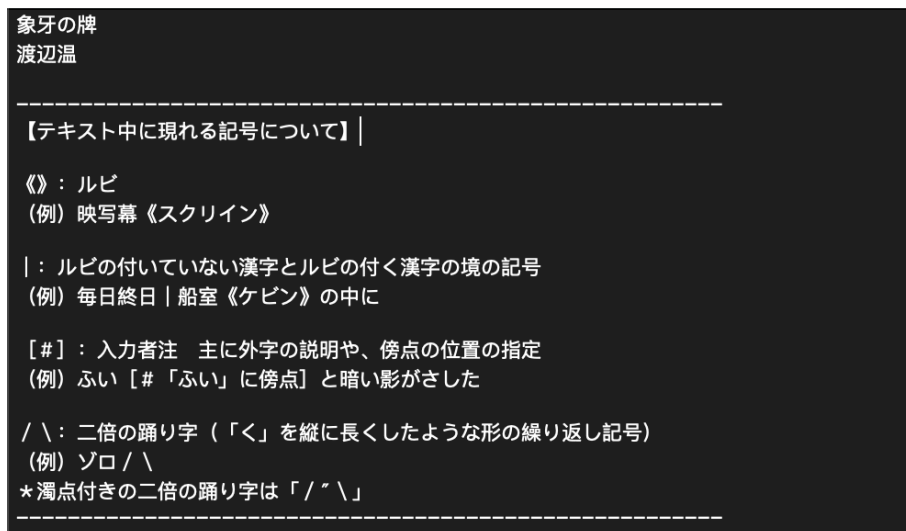 象牙の牌
渡辺温
-------------------------------------------------------
【テキスト中に現れる記号について】
《》：ルビ
（例）映写幕《スクリイン》
｜：ルビの付いていない漢字とルビの付く漢字の境の記号
（例）毎日終日｜船室《ケビン》の中に
［＃］：入力者注　主に外字の説明や、傍点の位置の指定
（例）ふい［＃「ふい」に傍点］と暗い影がさした
／＼：二倍の踊り字（「く」を縦に長くしたような形の繰り返し記号）
（例）ゾロ／＼
＊濁点付きの二倍の踊り字は「／″＼」
-------------------------------------------------------